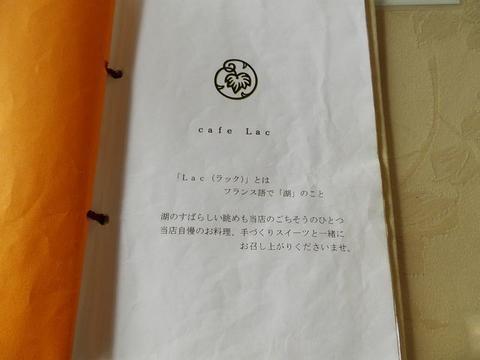 cafe Lac
「Lac（ラック）」とは
フランス語で「湖」のこと
湖のすばらしい眺めも当店のごちそうのひとつ
当店自慢のお料理、手づくりスイーツと一緒に
お召し上がりくださいませ。